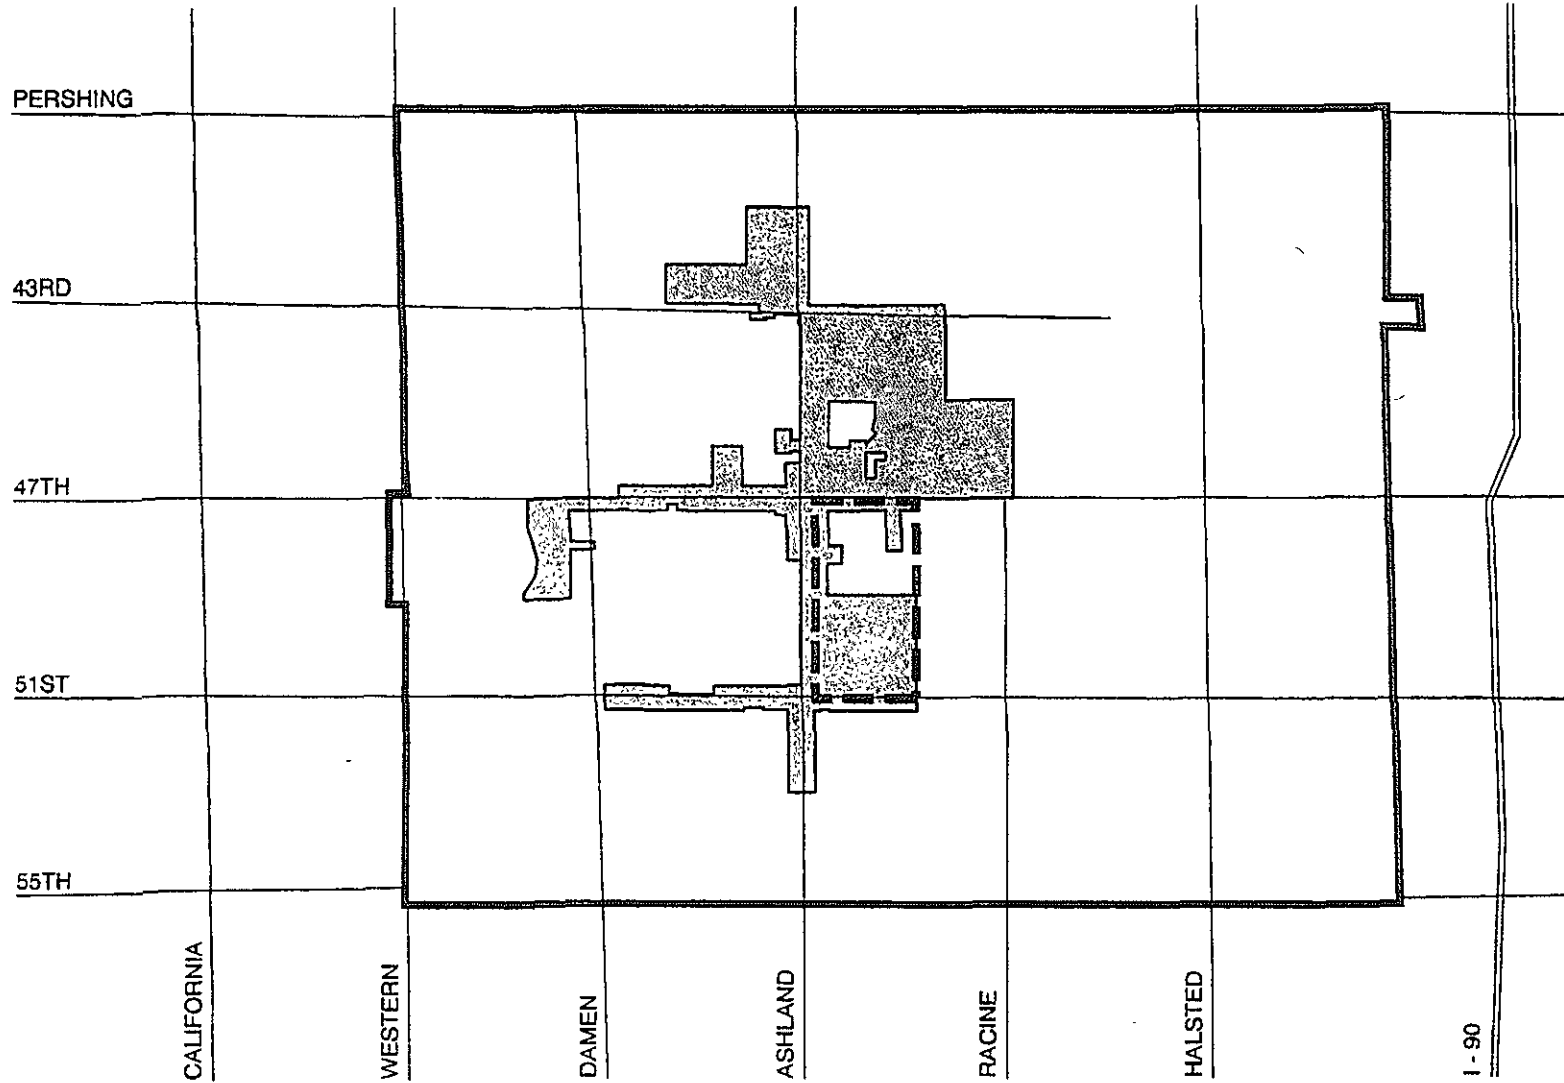 PERSHING
43RD
47TH
51ST
55TH
CALIFORNIA
WESTERN
DAMEN
ASHLAND
RACINE
HALSTED
I - 90